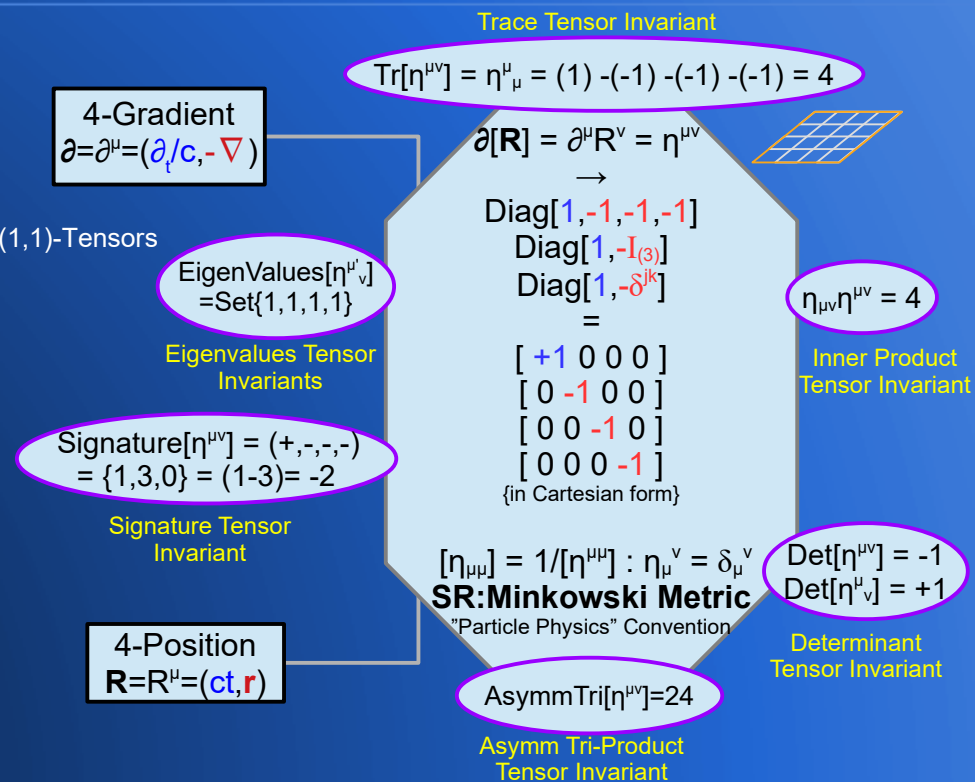 Trace Tensor Invariant
Tr[η^μν] = η^μ_μ = (1) -(-1) -(-1) -(-1) = 4
4-Gradient
∂=∂^μ=(∂_t/c,-∇)
∂[R] = ∂^μR^ν = η^μν
→
Diag[1,-1,-1,-1]
Diag[1,-I_(3)]
Diag[1,-δ^jk]
=
[ +1 0 0 0 ]
[ 0 -1 0 0 ]
[ 0 0 -1 0 ]
[ 0 0 0 -1 ]
{in Cartesian form}
(1,1)-Tensors
EigenValues[η^μ'_ν]
=Set{1,1,1,1}
Eigenvalues Tensor
Invariants
η_μν η^μν = 4
Inner Product
Tensor Invariant
Signature[η^μν] = (+,-,-,-)
= {1,3,0} = (1-3)= -2
Signature Tensor
Invariant
[η_μμ] = 1/[η^μμ] : η_μ^ν = δ_μ^ν
SR:Minkowski Metric
"Particle Physics" Convention
Det[η^μν] = -1
Det[η^μ_ν] = +1
Determinant
Tensor Invariant
4-Position
R=R^μ=(ct,r)
AsymmTri[η^μν]=24
Asymm Tri-Product
Tensor Invariant